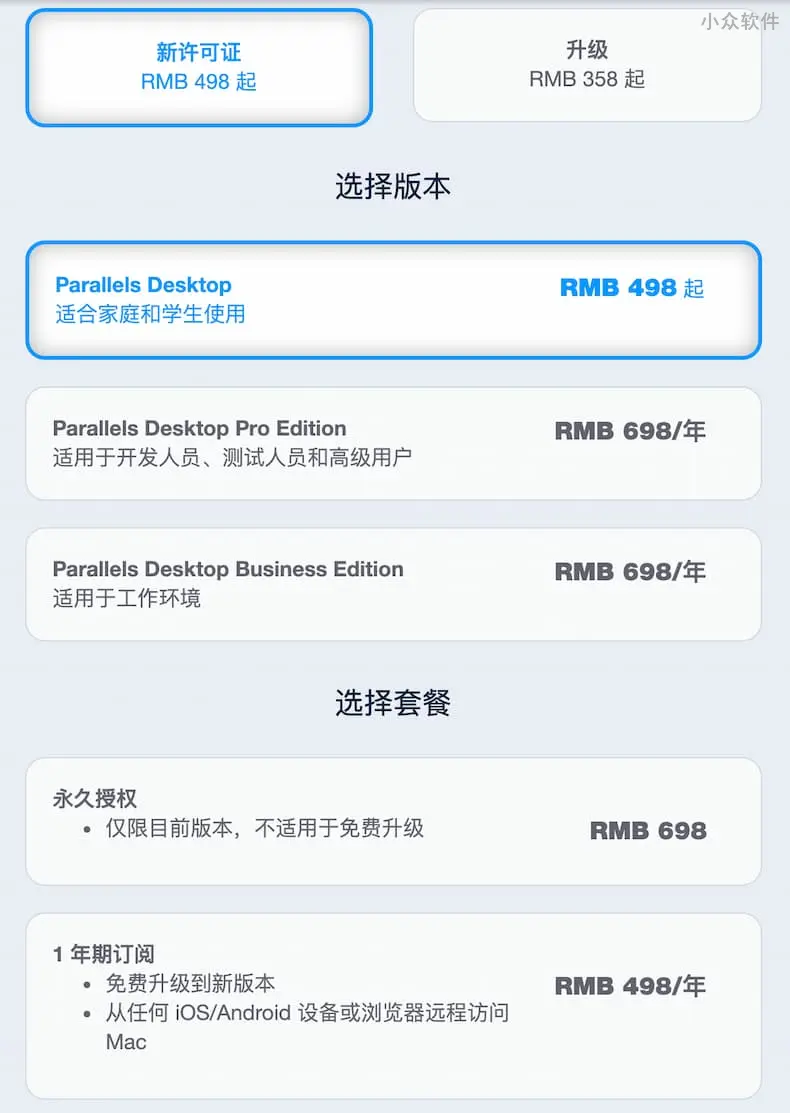 小众软件
新许可证
RMB 498 起
升级
RMB 358 起
选择版本
Parallels Desktop
RMB 498 起
适合家庭和学生使用
Parallels Desktop Pro Edition
RMB 698/年
适用于开发人员、测试人员和高级用户
Parallels Desktop Business Edition
RMB 698/年
适用于工作环境
选择套餐
永久授权
• 仅限目前版本，不适用于免费升级
RMB 698
1 年期订阅
• 免费升级到新版本
RMB 498/年
• 从任何 iOS/Android 设备或浏览器远程访问
Mac